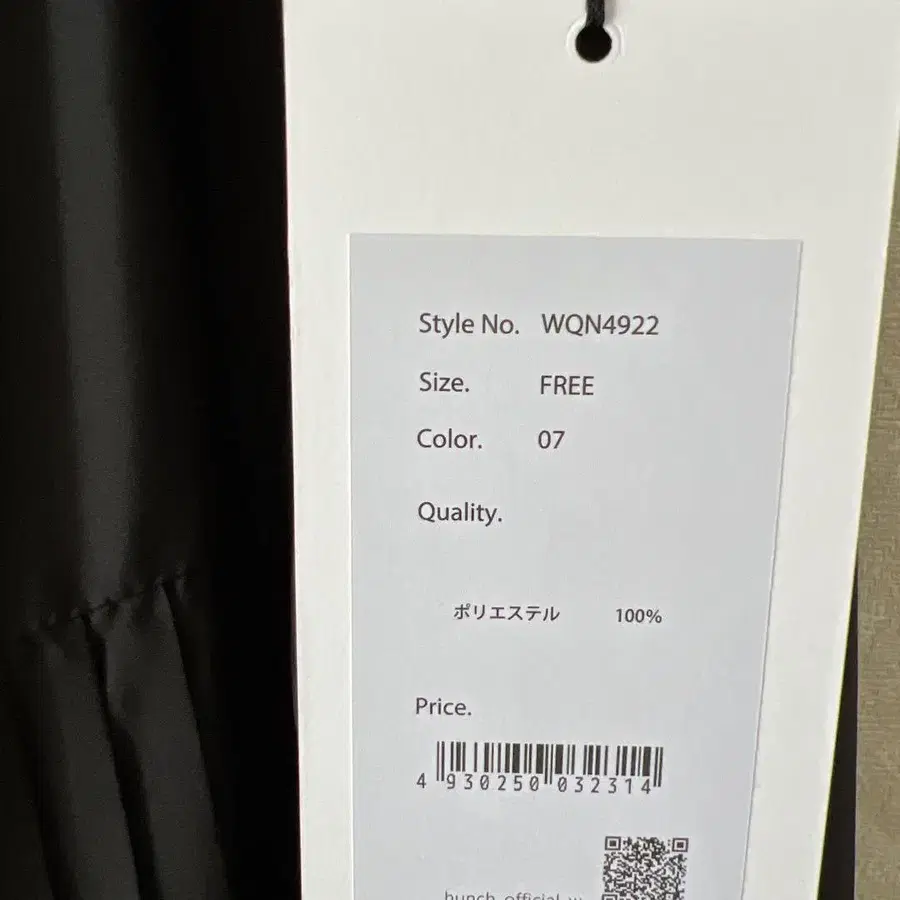 Style No. WQN4922
Size. FREE
Color. 07
Quality.
ポリエステル 100%
Price.
4 930250 032314